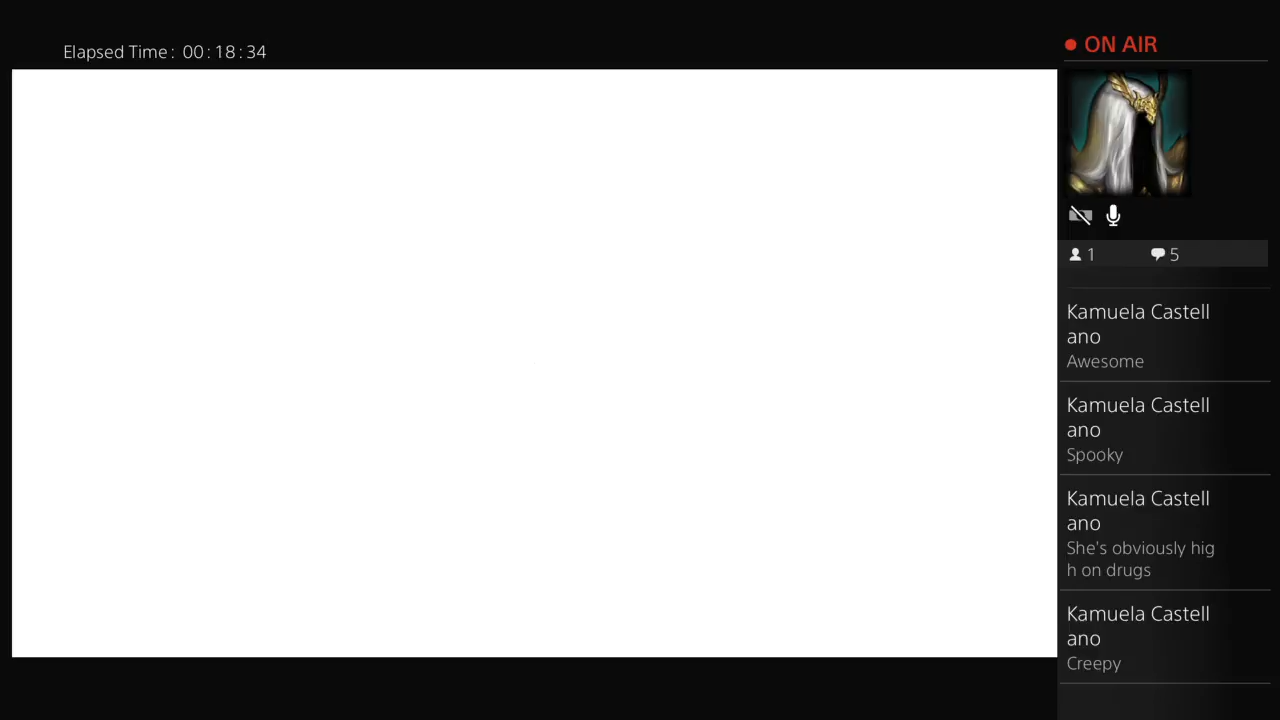 Elapsed Time: 00:18:34
ON AIR
1 5
Kamuela Castell
ano
Awesome
Kamuela Castell
ano
Spooky
Kamuela Castell
ano
She's obviously hig
h on drugs
Kamuela Castell
ano
Creepy